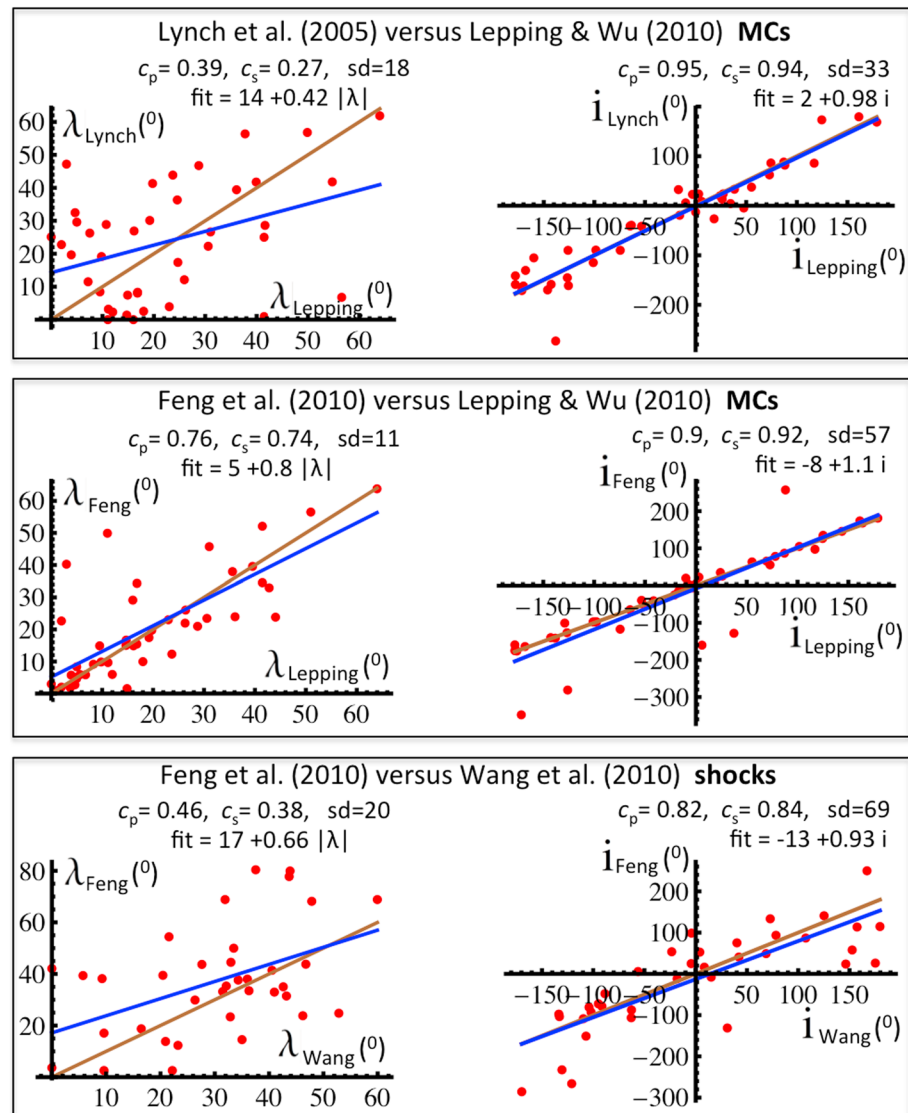 Lynch et al. (2005) versus Lepping & Wu (2010) MCs
cp= 0.39, cs= 0.27, sd=18
fit = 14 +0.42 |λ|
λLynch(0)
60
50
40
30
20
10
10 20 30 40 50 60
λLepping(0)
cp= 0.95, cs= 0.94, sd=33
fit = 2 +0.98 i
iLynch(0)
100
−150 −100 −50 50 100 150
iLepping(0)
−100
−200
Feng et al. (2010) versus Lepping & Wu (2010) MCs
cp= 0.76, cs= 0.74, sd=11
fit = 5 +0.8 |λ|
λFeng(0)
60
50
40
30
20
10
λLepping(0)
0 10 20 30 40 50 60
cp= 0.9, cs= 0.92, sd=57
fit = -8 +1.1 i
iFeng(0)
200
100
−150 −100 −50 50 100 150
iLepping(0)
−100
−200
−300
Feng et al. (2010) versus Wang et al. (2010) shocks
cp= 0.46, cs= 0.38, sd=20
fit = 17 +0.66 |λ|
λFeng(0)
80
60
40
20
λWang(0)
0 10 20 30 40 50 60
cp= 0.82, cs= 0.84, sd=69
fit = -13 +0.93 i
iFeng(0)
200
100
−150 −100 −50 50 100 150
iWang(0)
−100
−200
−300